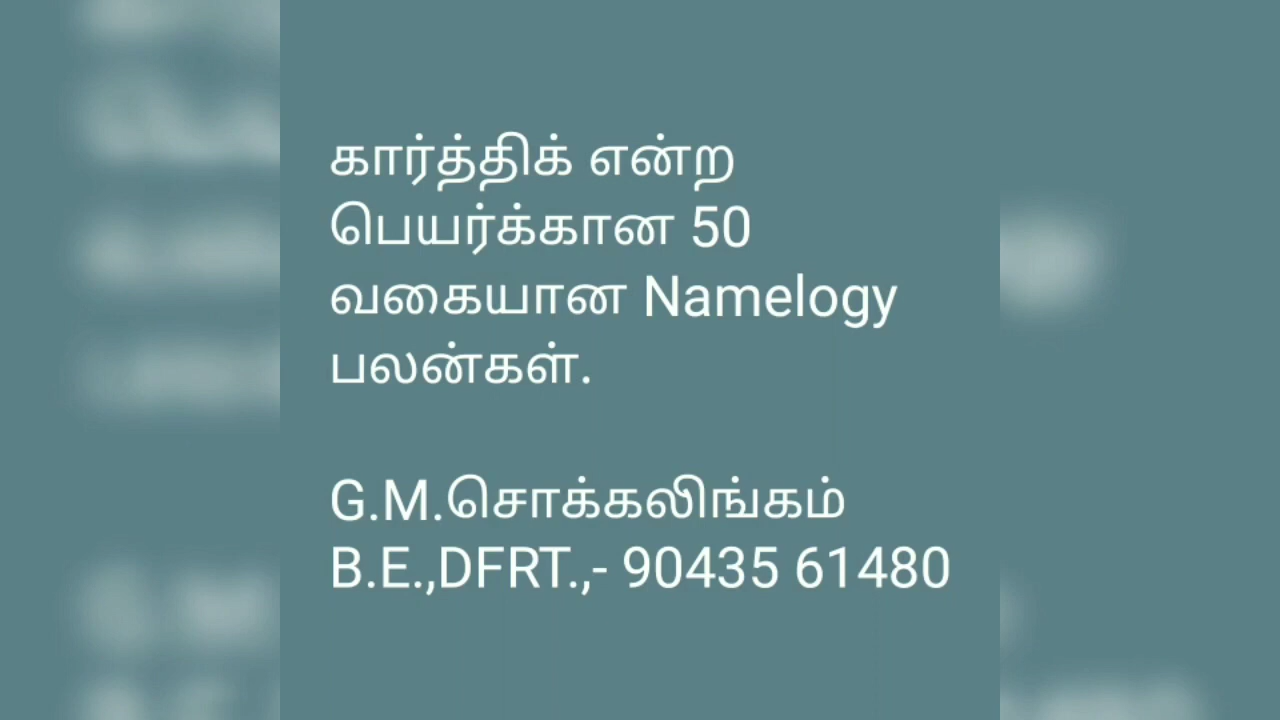 கார்த்திக் என்ற
பெயர்க்கான 50
வகையான Namelogy
பலன்கள்.
G.M.சொக்கலிங்கம்
B.E.,DFRT.,- 90435 61480